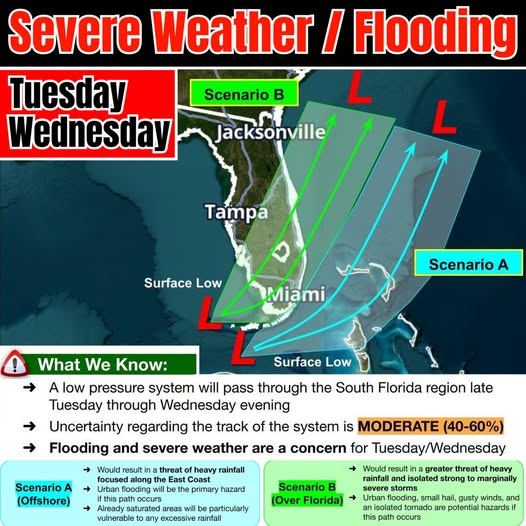 Severe Weather / Flooding
Tuesday
Wednesday
Scenario B
L
L
Jacksonville
Tampa
Scenario A
Surface Low
Miami
L
L
Surface Low
What We Know:
➔ A low pressure system will pass through the South Florida region late
Tuesday through Wednesday evening
➔ Uncertainty regarding the track of the system is MODERATE (40-60%)
➔ Flooding and severe weather are a concern for Tuesday/Wednesday
Scenario A
(Offshore)
➔ Would result in a threat of heavy rainfall
focused along the East Coast
➔ Urban flooding will be the primary hazard
if this path occurs
➔ Already saturated areas will be particularly
vulnerable to any excessive rainfall
Scenario B
(Over Florida)
➔ Would result in a greater threat of heavy
rainfall and isolated strong to marginally
severe storms
➔ Urban flooding, small hail, gusty winds, and
an isolated tornado are potential hazards if
this path occurs